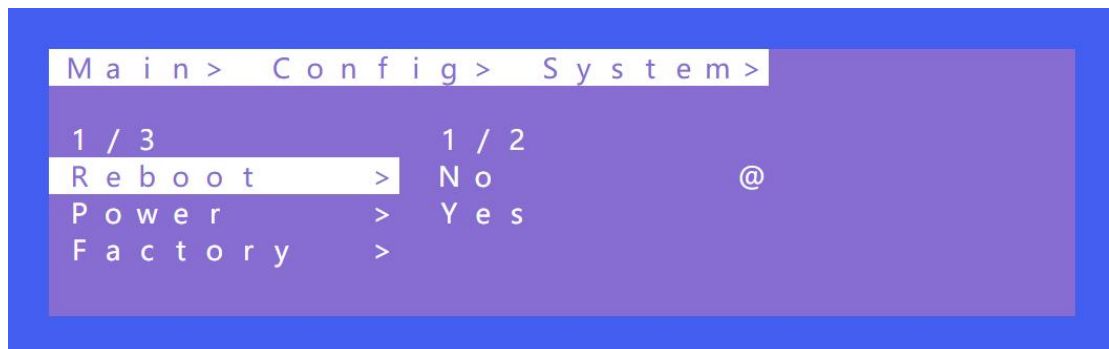 Main> Config> System>
1/3 1/2
Reboot > No @
Power > Yes
Factory >